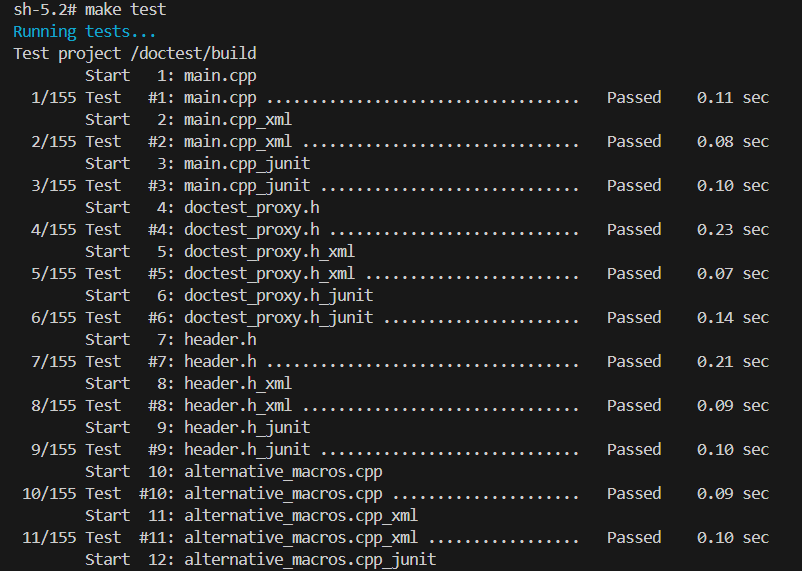 sh-5.2# make test
Running tests...
Test project /doctest/build
        Start   1: main.cpp
  1/155 Test   #1: main.cpp ...................................   Passed    0.11 sec
        Start   2: main.cpp_xml
  2/155 Test   #2: main.cpp_xml ...............................   Passed    0.08 sec
        Start   3: main.cpp_junit
  3/155 Test   #3: main.cpp_junit .............................   Passed    0.10 sec
        Start   4: doctest_proxy.h
  4/155 Test   #4: doctest_proxy.h ............................   Passed    0.23 sec
        Start   5: doctest_proxy.h_xml
  5/155 Test   #5: doctest_proxy.h_xml ........................   Passed    0.07 sec
        Start   6: doctest_proxy.h_junit
  6/155 Test   #6: doctest_proxy.h_junit ......................   Passed    0.14 sec
        Start   7: header.h
  7/155 Test   #7: header.h ...................................   Passed    0.21 sec
        Start   8: header.h_xml
  8/155 Test   #8: header.h_xml ...............................   Passed    0.09 sec
        Start   9: header.h_junit
  9/155 Test   #9: header.h_junit .............................   Passed    0.10 sec
        Start  10: alternative_macros.cpp
 10/155 Test  #10: alternative_macros.cpp .....................   Passed    0.09 sec
        Start  11: alternative_macros.cpp_xml
 11/155 Test  #11: alternative_macros.cpp_xml .................   Passed    0.10 sec
        Start  12: alternative_macros.cpp_junit